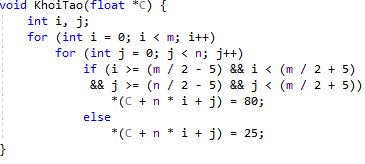 void KhoiTao(float *C) {
    int i, j;
    for (int i = 0; i < m; i++)
        for (int j = 0; j < n; j++)
            if (i >= (m / 2 - 5) && i < (m / 2 + 5)
             && j >= (n / 2 - 5) && j < (m / 2 + 5))
                *(C + n * i + j) = 80;
            else
                *(C + n * i + j) = 25;
}